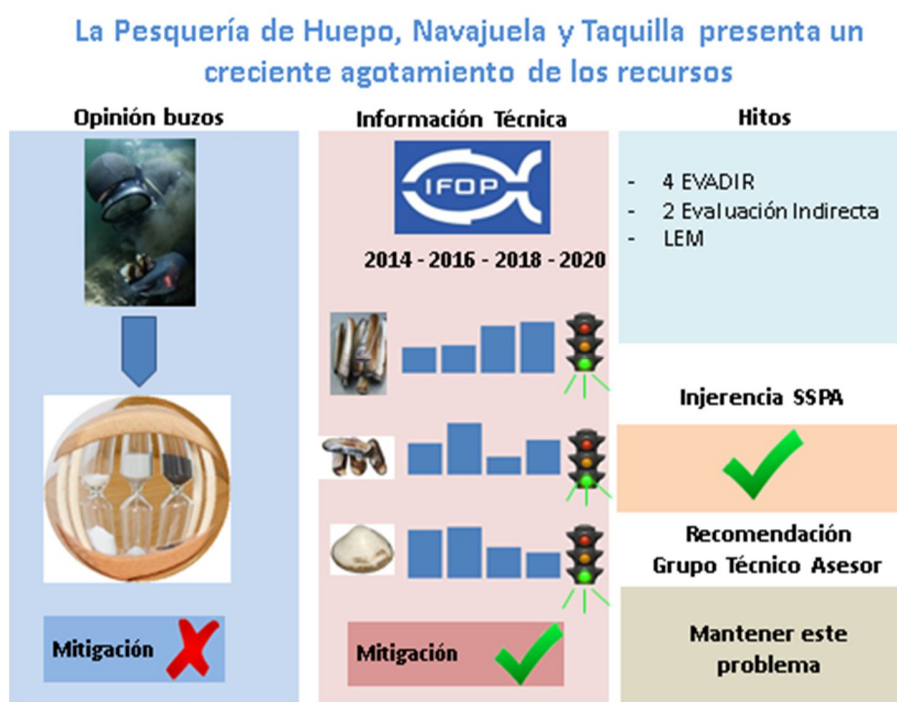 La Pesquería de Huepo, Navajuela y Taquilla presenta un
creciente agotamiento de los recursos
Opinión buzos
Mitigación
Información Técnica
IFOP
2014 - 2016 - 2018 - 2020
Mitigación
Hitos
- 4 EVADIR
- 2 Evaluación Indirecta
- LEM
Injerencia SSPA
Recomendación
Grupo Técnico Asesor
Mantener este
problema